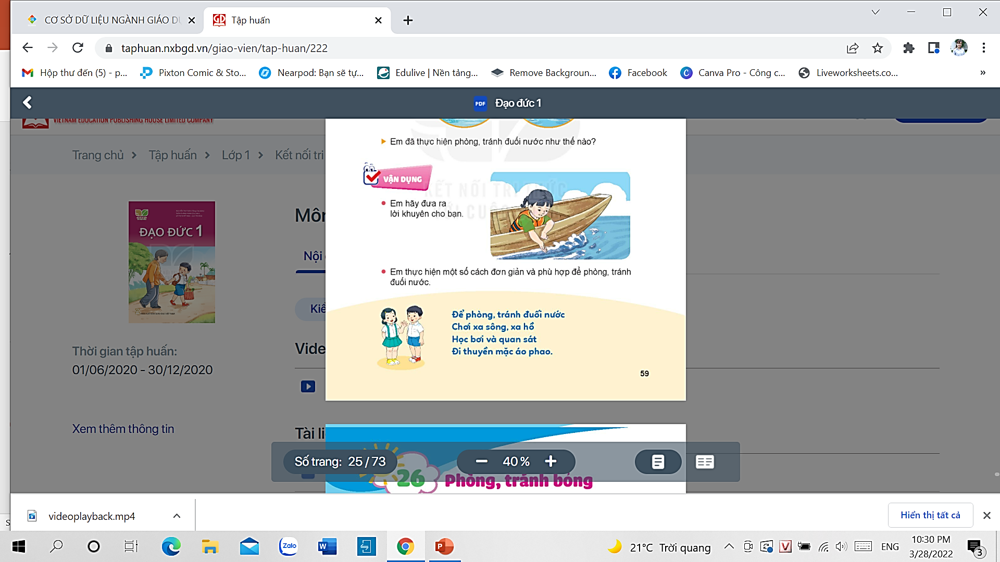 CƠ SỞ DỮ LIỆU NGÀNH GIÁO DỤ
Tập huấn
taphuan.nxbgd.vn/giao-vien/tap-huan/222
Hộp thư đến (5) - p...
Pixton Comic & Sto...
Nearpod: Bạn sẽ tự...
Edulive | Nền tảng...
Remove Backgroun...
Facebook
Canva Pro - Công c...
Liveworksheets.co...
»
PDF
Đạo đức 1
VIETNAM EDUCATION PUBLISHING HOUSE LIMITED COMPANY
Trang chủ
Tập huấn
Lớp 1
Kết nối tri
Em đã thực hiện phòng, tránh đuối nước như thế nào?
VẬN DỤNG
KẾT NỐI TRI THỨC
Em hãy đưa ra
lời khuyên cho bạn.
ĐẠO ĐỨC 1
Môn
Nội
Em thực hiện một số cách đơn giản và phù hợp để phòng, tránh
đuối nước.
Kiể
Để phòng, tránh đuối nước
Chơi xa sông, xa hồ
Học bơi và quan sát
Đi thuyền mặc áo phao.
59
Thời gian tập huấn:
01/06/2020 - 30/12/2020
Vide
Xem thêm thông tin
Tài li
Số trang: 25 / 73
40 %
26
Phòng, tránh bỏng
videoplayback.mp4
Hiển thị tất cả
S
Zalo
21°C Trời quang
ENG
10:30 PM
3/28/2022
3